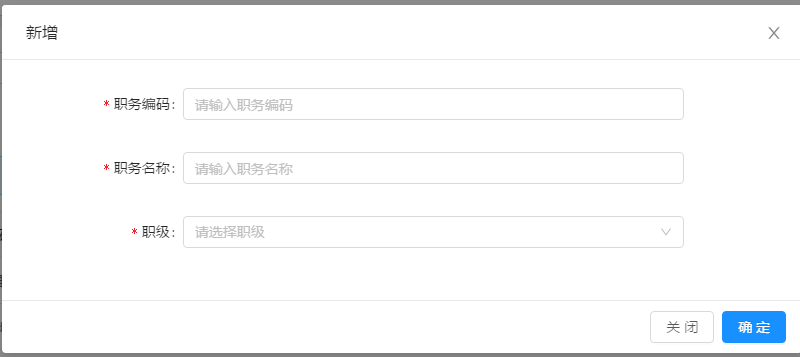 新增
* 职务编码: 请输入职务编码
* 职务名称: 请输入职务名称
* 职级: 请选择职级
关 闭 确 定